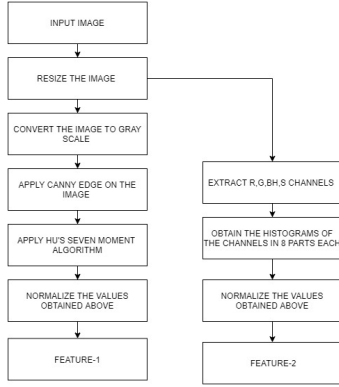 INPUT IMAGE
RESIZE THE IMAGE
CONVERT THE IMAGE TO GRAY
SCALE
APPLY CANNY EDGE ON THE
IMAGE
APPLY HU'S SEVEN MOMENT
ALGORITHM
NORMALIZE THE VALUES
OBTAINED ABOVE
FEATURE-1
EXTRACT R,G,BH,S CHANNELS
OBTAIN THE HISTOGRAMS OF
THE CHANNELS IN 8 PARTS EACH
NORMALIZE THE VALUES
OBTAINED ABOVE
FEATURE-2